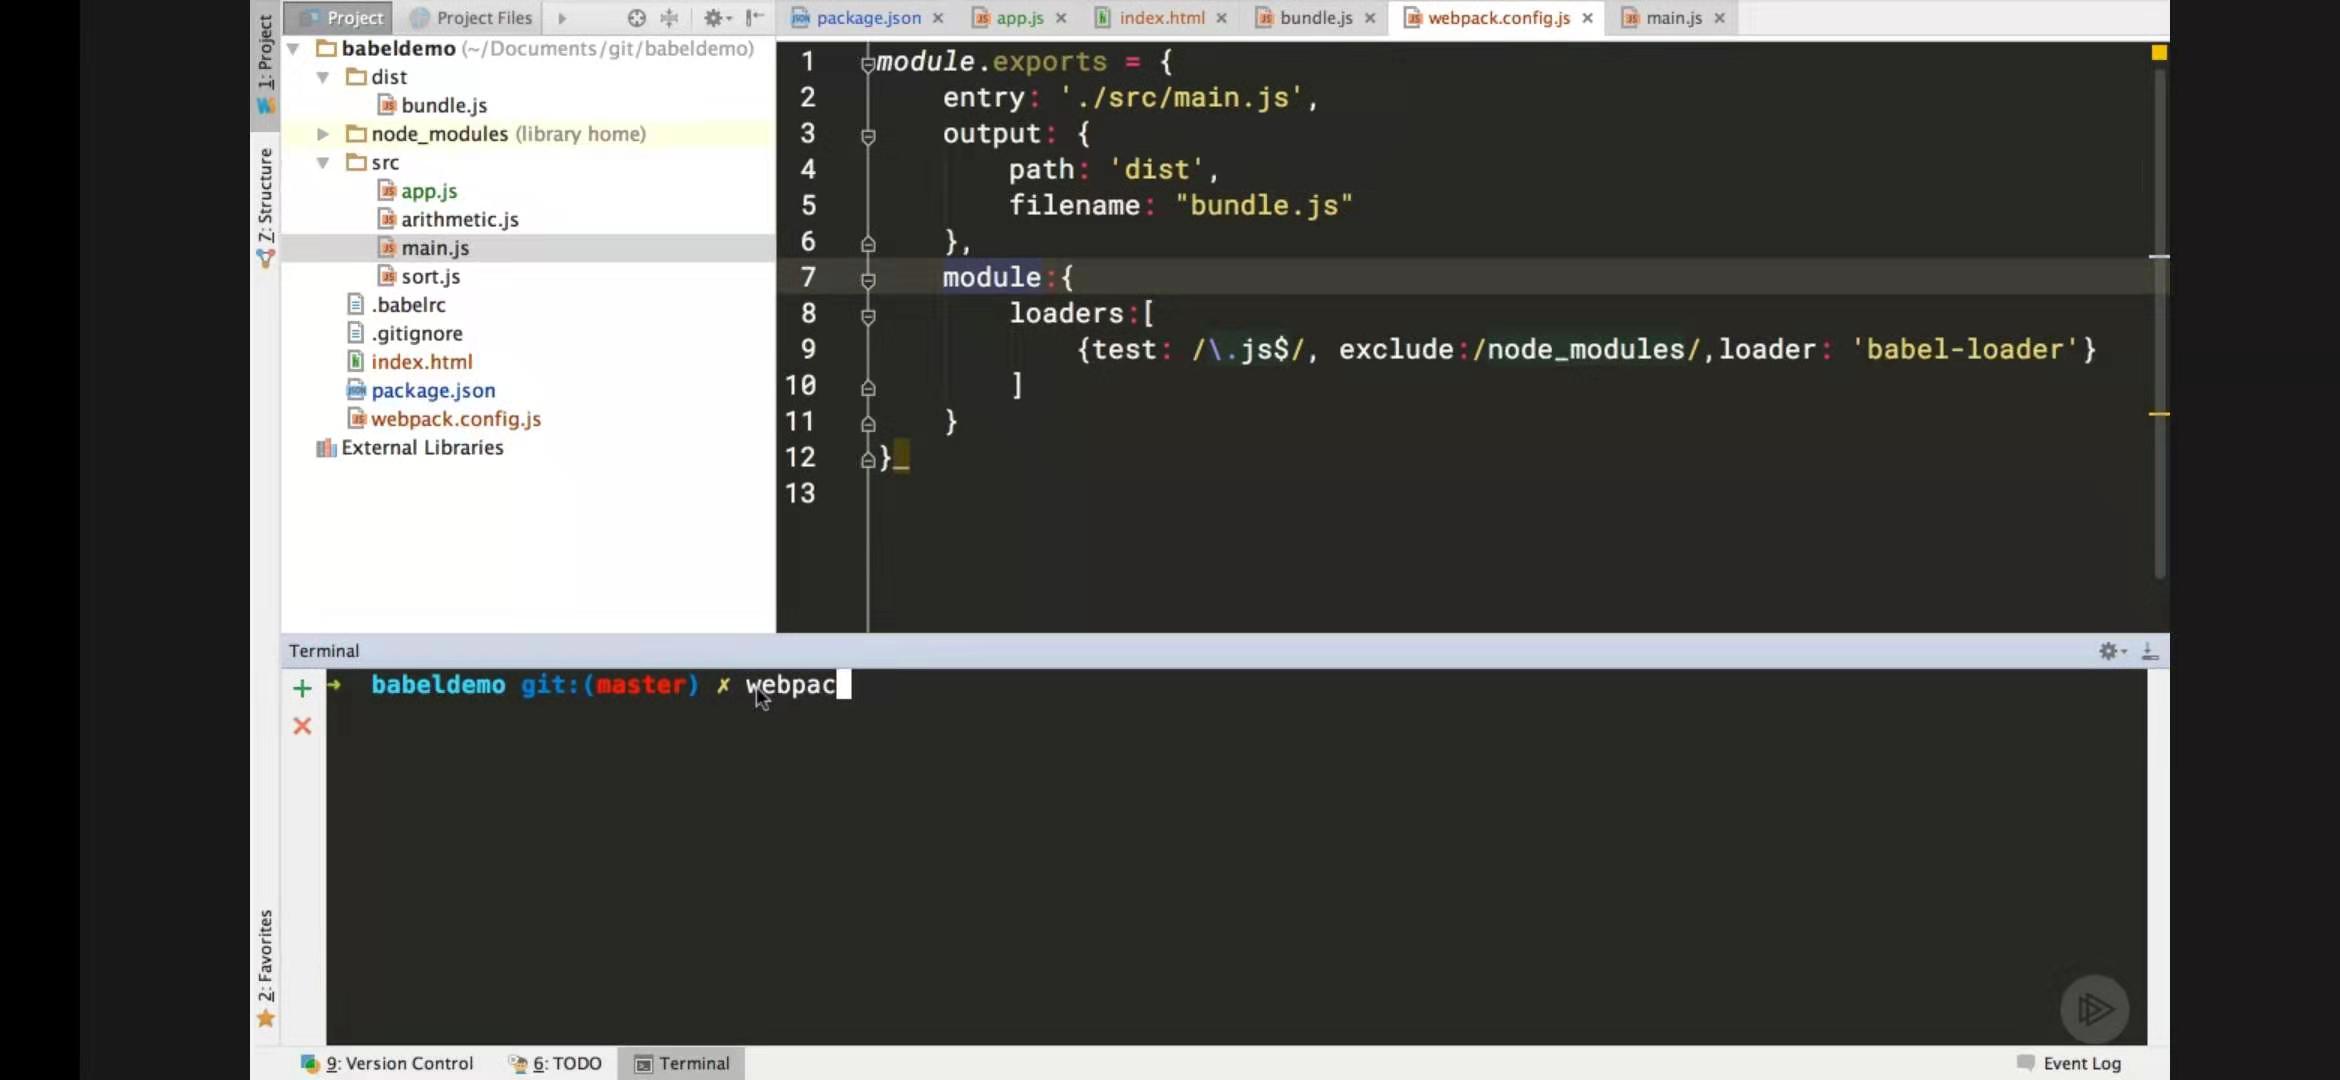 1: Project
Project
Project Files
package.json
app.js
index.html
bundle.js
webpack.config.js
main.js
babeldemo (~/Documents/git/babeldemo)
dist
bundle.js
node_modules (library home)
src
app.js
arithmetic.js
main.js
sort.js
.babelrc
.gitignore
index.html
package.json
webpack.config.js
External Libraries
7: Structure
2: Favorites
1 module.exports = {
2 entry: './src/main.js',
3 output: {
4 path: 'dist',
5 filename: "bundle.js"
6 },
7 module:{
8 loaders:[
9 {test: /\.js$/, exclude:/node_modules/,loader: 'babel-loader'}
10 ]
11 }
12 }
13
Terminal
➜ babeldemo git:(master) ✗ webpac
9: Version Control
6: TODO
Terminal
Event Log